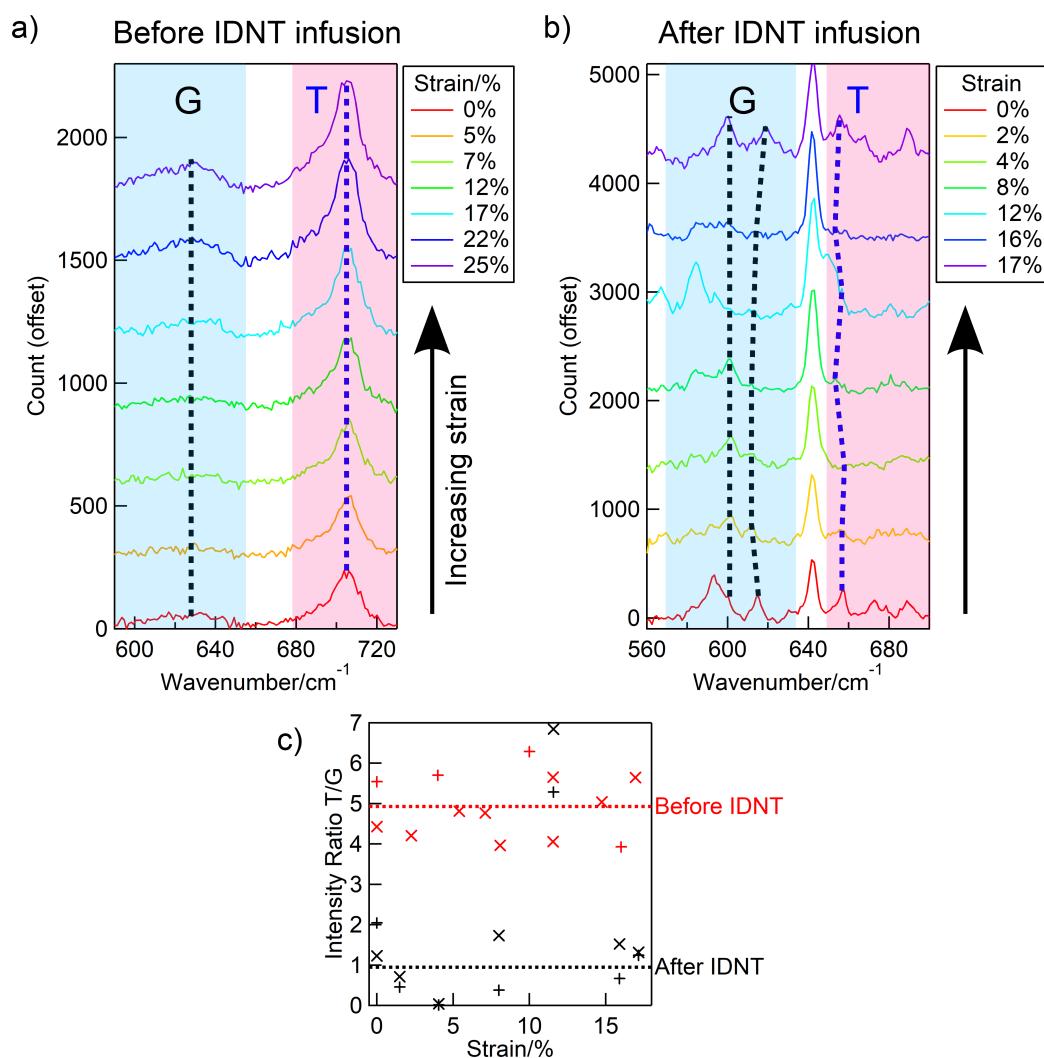 a)
Before IDNT infusion
G
T
Strain/%
0%
5%
7%
12%
17%
22%
25%
2000
1500
1000
500
0
Count (offset)
600
640
680
720
Wavenumber/cm⁻¹
Increasing strain
b)
After IDNT infusion
G
T
Strain
0%
2%
4%
8%
12%
16%
17%
5000
4000
3000
2000
1000
0
Count (offset)
560
600
640
680
Wavenumber/cm⁻¹
c)
7
6
5
4
3
2
1
0
Intensity Ratio T/G
Before IDNT
After IDNT
0
5
10
15
Strain/%